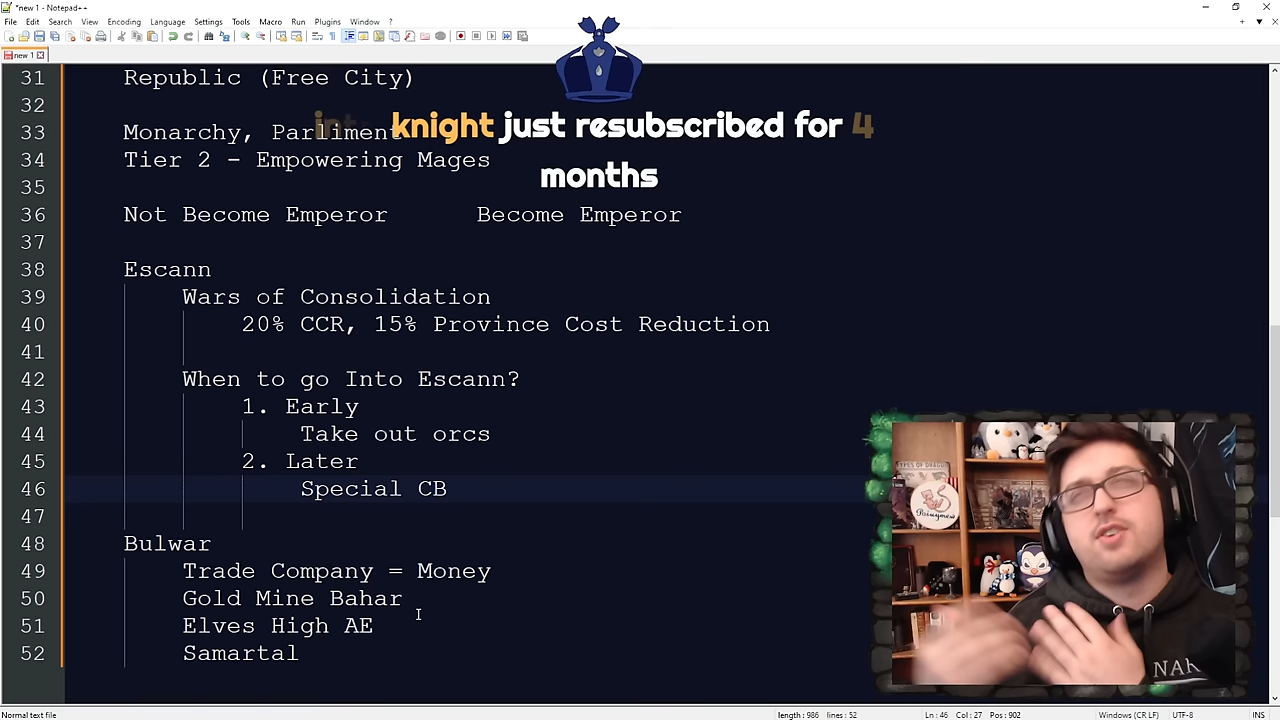 *new 1 - Notepad++
File Edit Search View Encoding Language Settings Tools Macro Run Plugins Window ?
new 1
31 Republic (Free City)
32
knight just resubscribed for 4
months
33 Monarchy, Parliment
34 Tier 2 - Empowering Mages
35
36 Not Become Emperor Become Emperor
37
38 Escann
39 Wars of Consolidation
40 20% CCR, 15% Province Cost Reduction
41
42 When to go Into Escann?
43 1. Early
44 Take out orcs
45 2. Later
46 Special CB
47
48 Bulwar
49 Trade Company = Money
50 Gold Mine Bahar
51 Elves High AE
52 Samartal
NAK
Normal text file length : 986 lines : 52 Ln : 46 Col : 27 Pos : 902 Windows (CR LF) UTF-8 INS